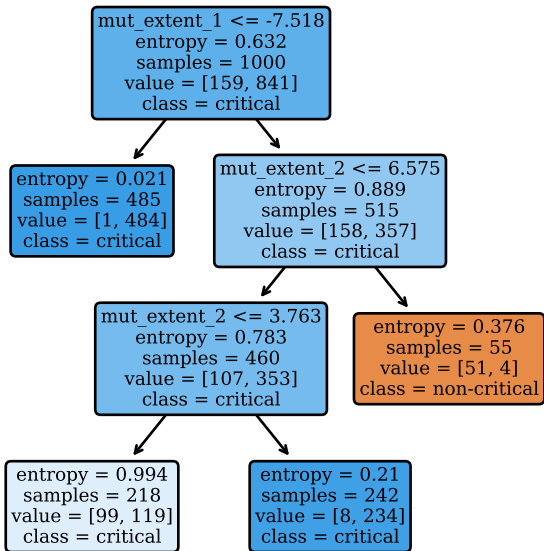 mut_extent_1 <= -7.518
entropy = 0.632
samples = 1000
value = [159, 841]
class = critical
entropy = 0.021
samples = 485
value = [1, 484]
class = critical
mut_extent_2 <= 6.575
entropy = 0.889
samples = 515
value = [158, 357]
class = critical
mut_extent_2 <= 3.763
entropy = 0.783
samples = 460
value = [107, 353]
class = critical
entropy = 0.376
samples = 55
value = [51, 4]
class = non-critical
entropy = 0.994
samples = 218
value = [99, 119]
class = critical
entropy = 0.21
samples = 242
value = [8, 234]
class = critical